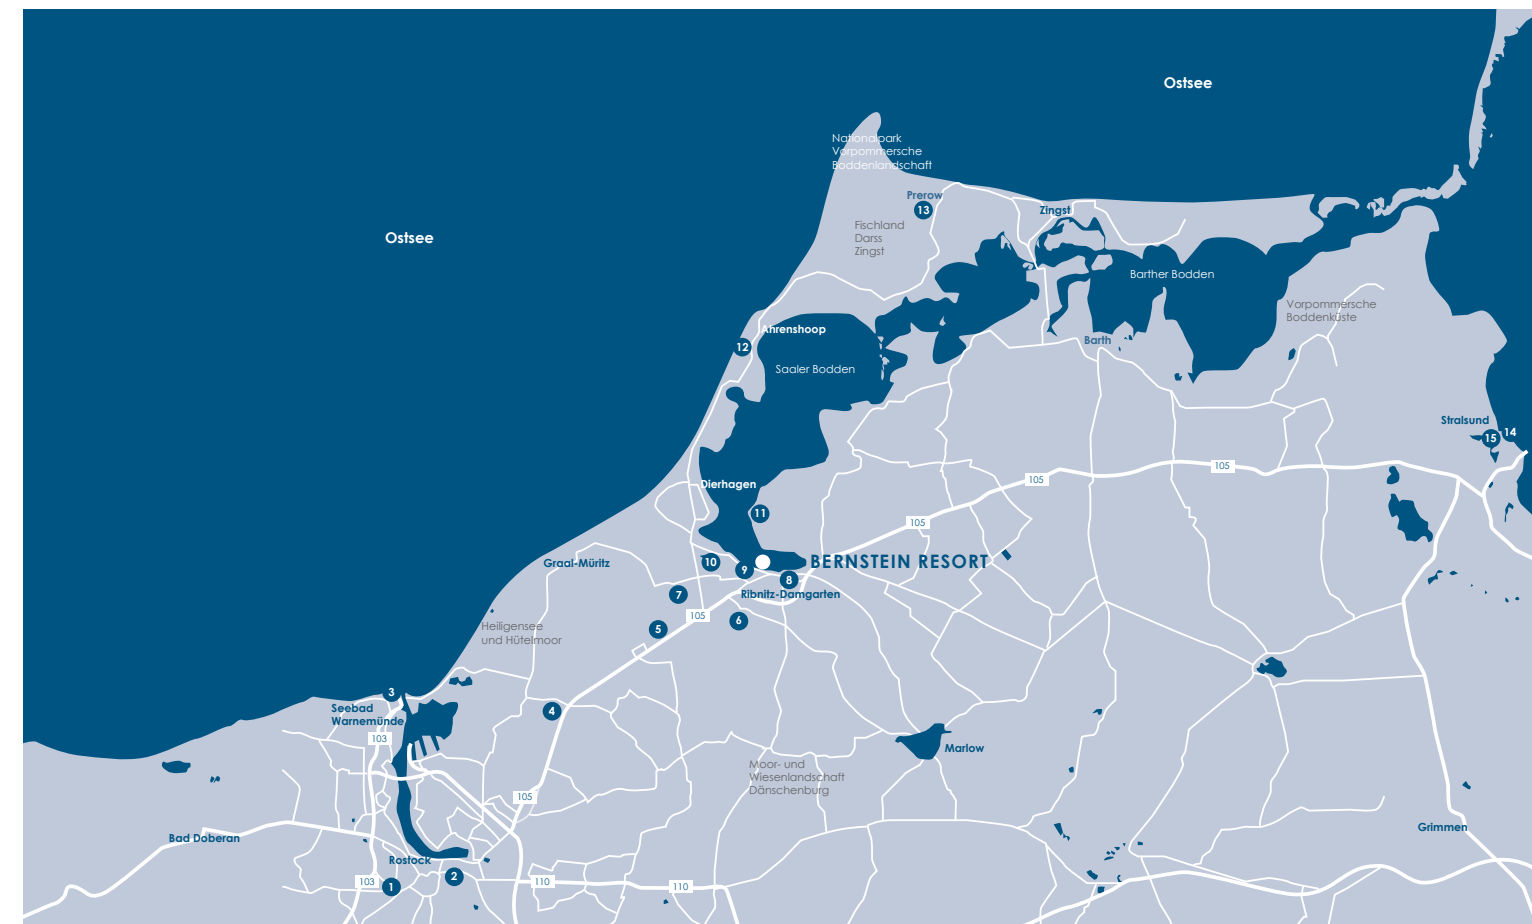 Ostsee
Nationalpark
Vorpommersche
Boddenlandschaft
Prerow
13
Zingst
Fischland
Darss
Zingst
Ostsee
Barther Bodden
Vorpommersche
Boddenküste
Ahrenshoop
12
Barth
Saaler Bodden
Stralsund
14
15
105
105
Dierhagen
11
105
BERNSTEIN RESORT
10
9
8
Graal-Müritz
7
Ribnitz-Damgarten
105
6
5
Heiligensee
und Hütelmoor
3
Seebad
Warnemünde
4
103
Marlow
Moor- und
Wiesenlandschaft
Dänschenburg
105
Grimmen
Bad Doberan
Rostock
2
103
1
110
110